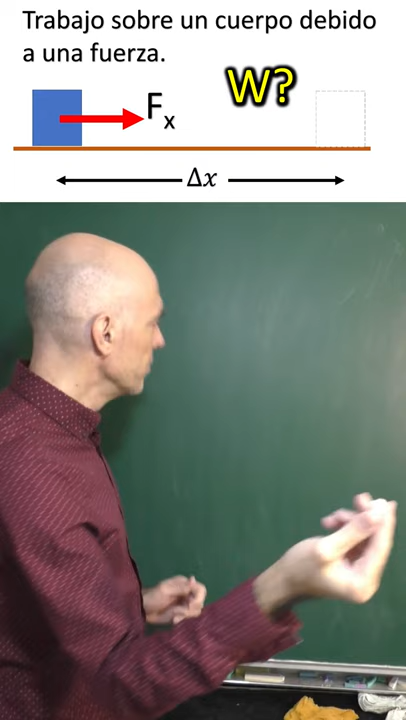 Trabajo sobre un cuerpo debido
a una fuerza.
W?
Fₓ
Δx